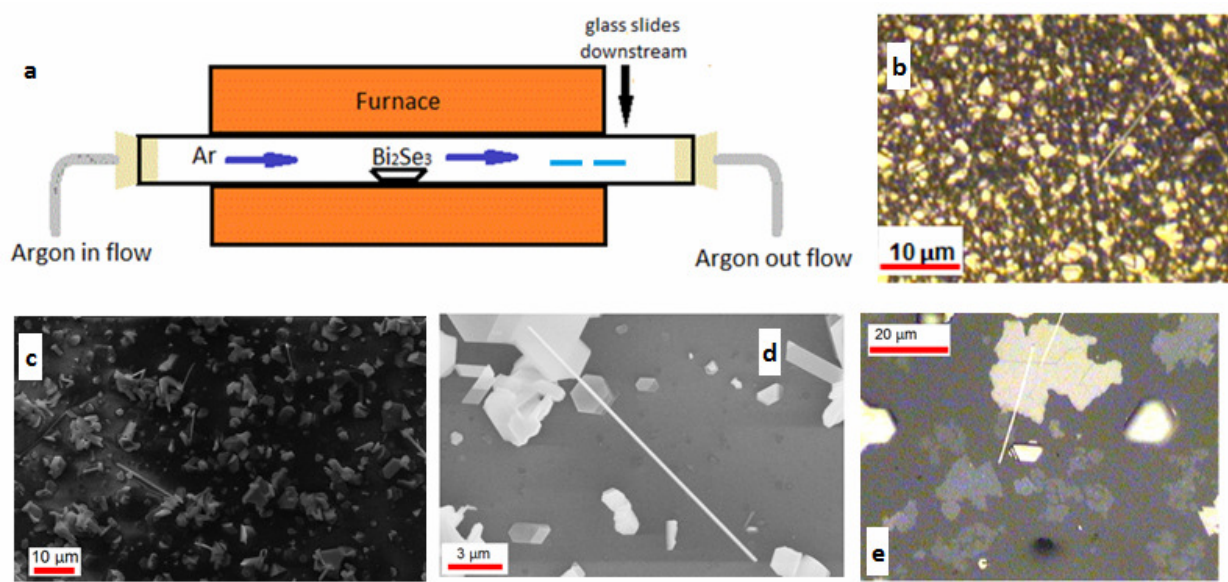 a
glass slides
downstream
Furnace
Ar
Bi₂Se₃
Argon in flow
Argon out flow
b
10 μm
c
10 μm
d
3 μm
20 μm
e